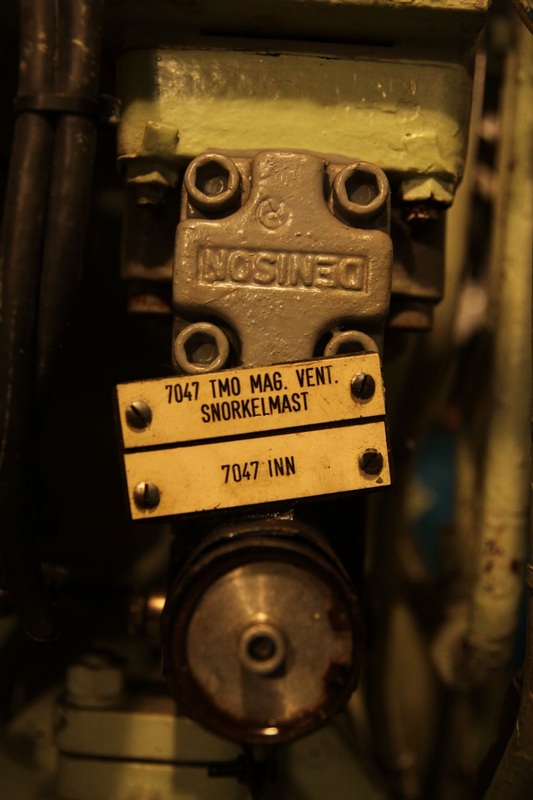 DENISON
7047 TMO MAG. VENT.
SNORKELMAST
7047 INN